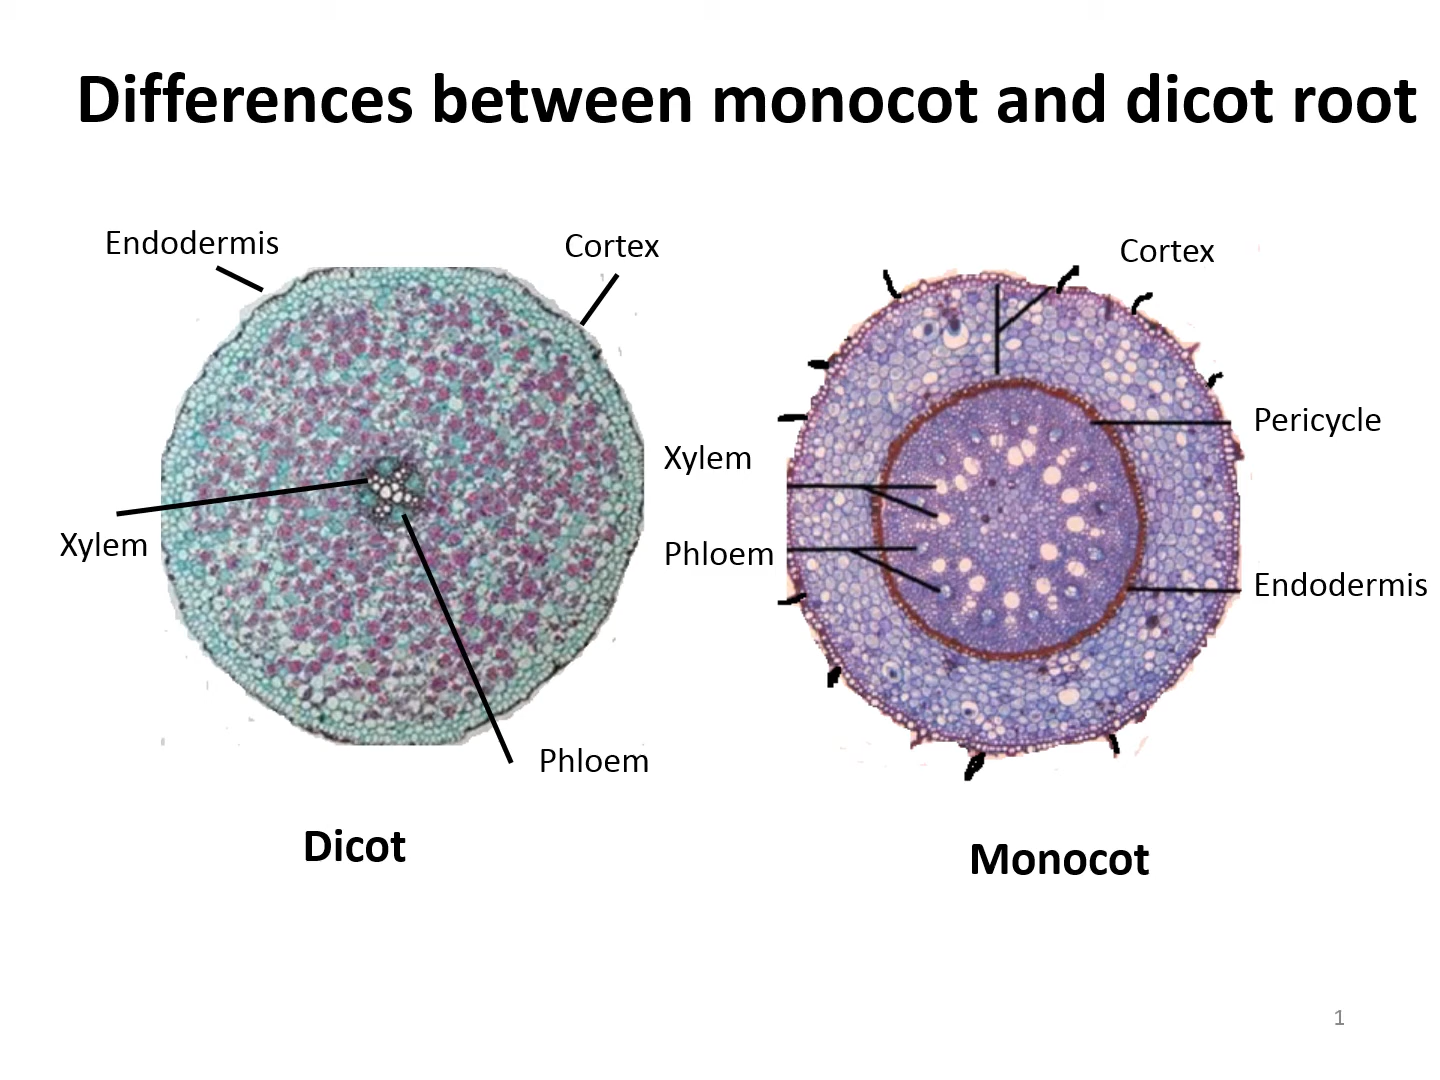 Differences between monocot and dicot root
Endodermis
Cortex
Xylem
Phloem
Dicot
Cortex
Xylem
Phloem
Pericycle
Endodermis
Monocot
1